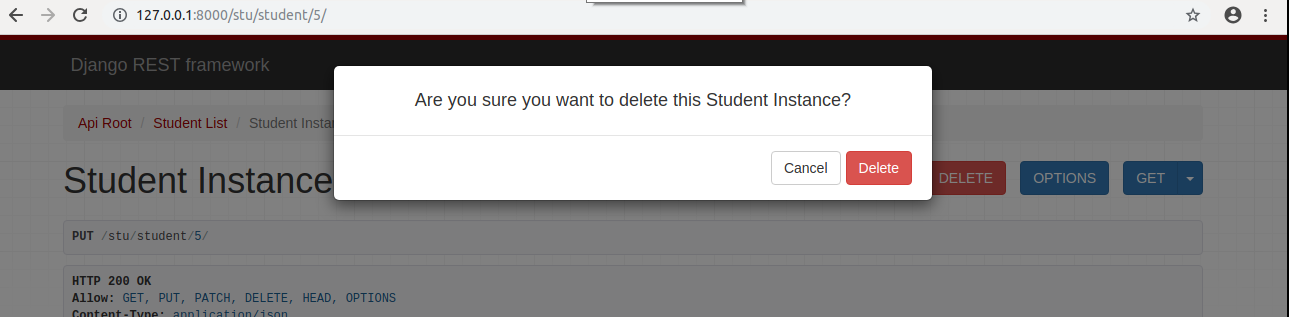 127.0.0.1:8000/stu/student/5/
Django REST framework
Are you sure you want to delete this Student Instance?
Cancel Delete
Api Root / Student List / Student Insta
Student Instance
DELETE OPTIONS GET
PUT /stu/student/5/
HTTP 200 OK
Allow: GET, PUT, PATCH, DELETE, HEAD, OPTIONS
Content-Type: application/json